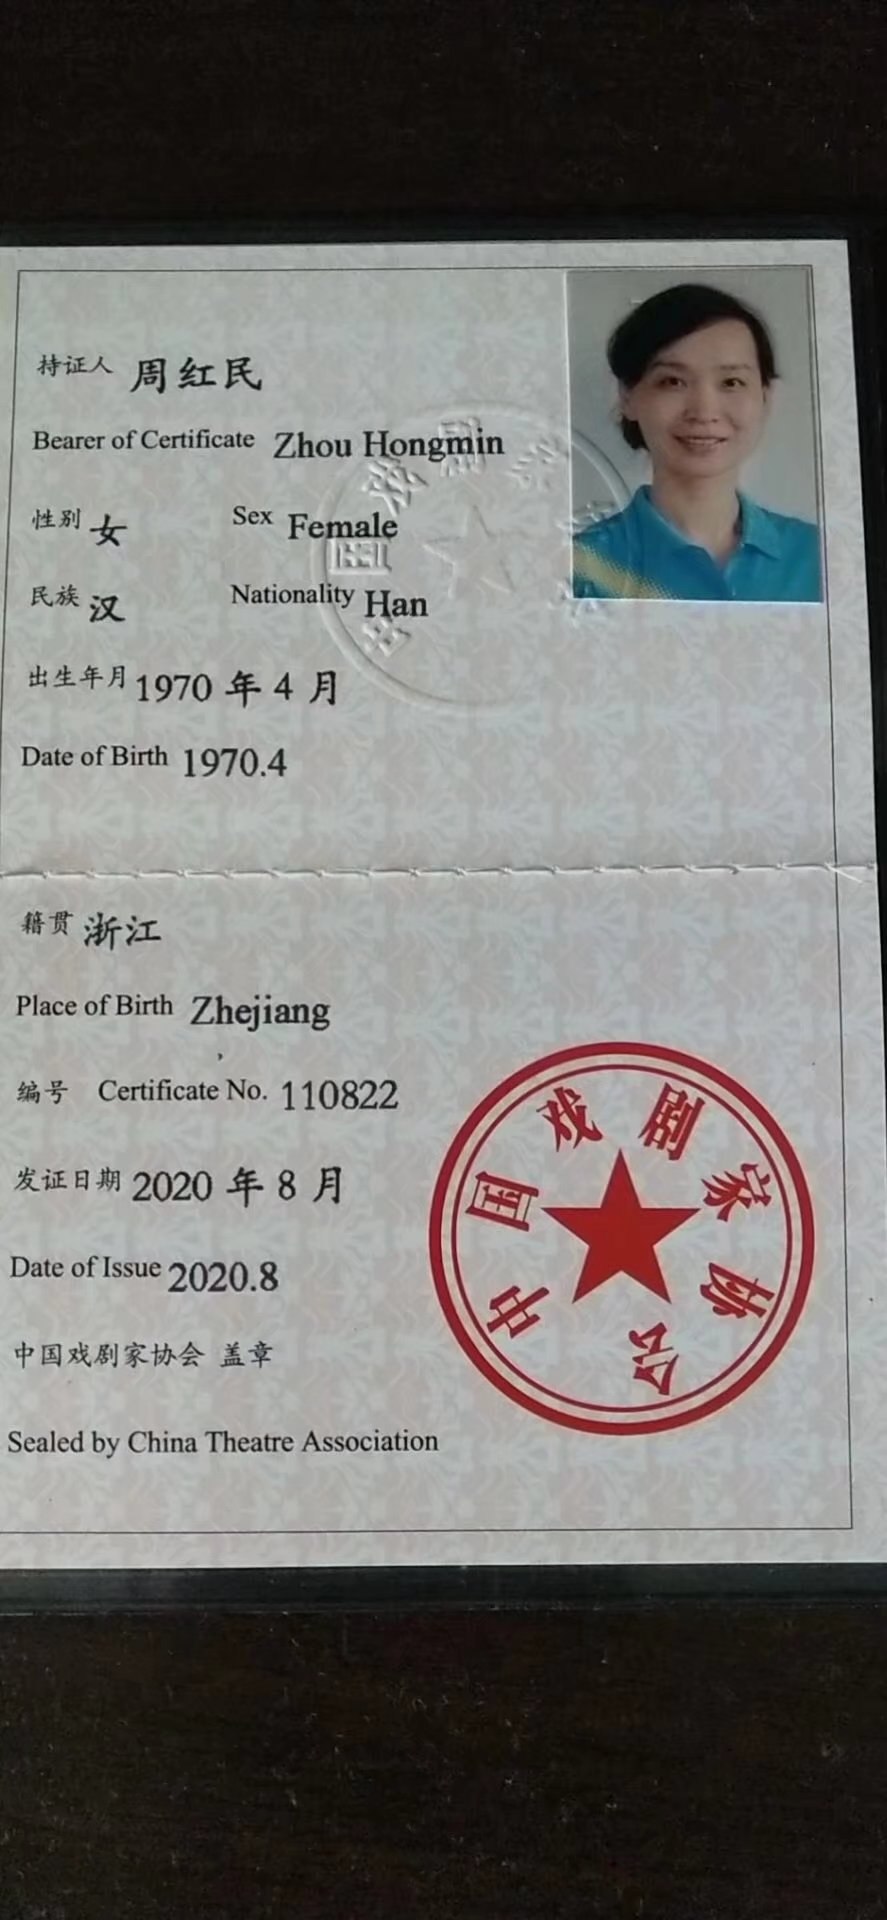 持证人 周红民
Bearer of Certificate Zhou Hongmin
性别 女 Sex Female
民族 汉 Nationality Han
出生年月 1970 年 4 月
Date of Birth 1970.4
籍贯 浙江
Place of Birth Zhejiang
编号 Certificate No. 110822
发证日期 2020 年 8 月
Date of Issue 2020.8
中国戏剧家协会 盖章
Sealed by China Theatre Association
中国戏剧家协会